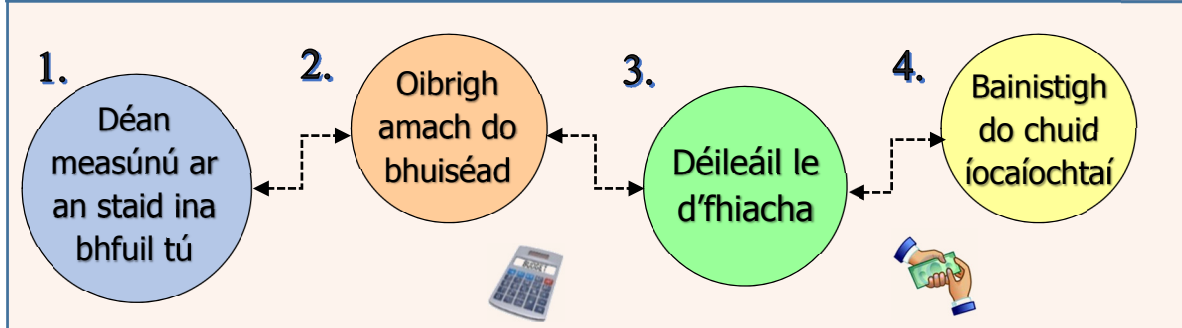 1.
Déan
measúnú ar
an staid ina
bhfuil tú
2.
Oibrigh
amach do
bhuiséad
3.
Déileáil le
d'fhiacha
4.
Bainistigh
do chuid
íocaíochtaí
BUDGET